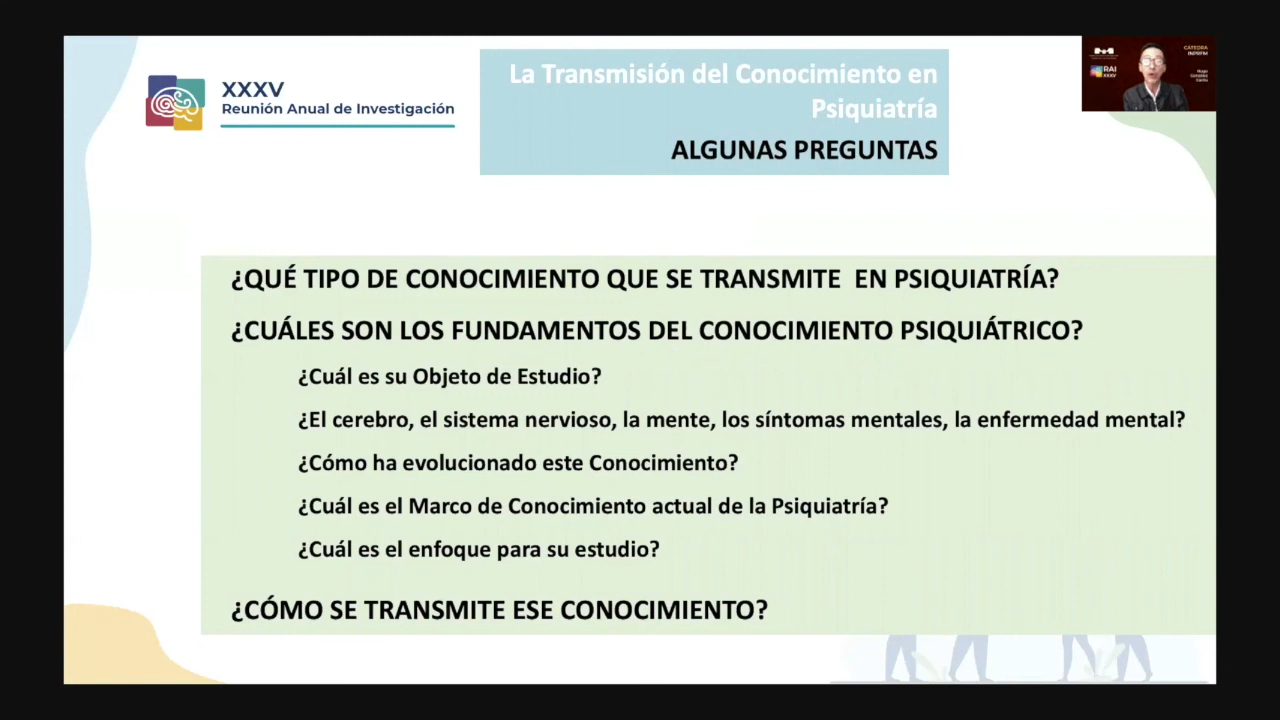 XXXV
Reunión Anual de Investigación
La Transmisión del Conocimiento en
Psiquiatría
ALGUNAS PREGUNTAS
RAI
XXXV
CÁTEDRA
¿QUÉ TIPO DE CONOCIMIENTO QUE SE TRANSMITE EN PSIQUIATRÍA?
¿CUÁLES SON LOS FUNDAMENTOS DEL CONOCIMIENTO PSIQUIÁTRICO?
¿Cuál es su Objeto de Estudio?
¿El cerebro, el sistema nervioso, la mente, los síntomas mentales, la enfermedad mental?
¿Cómo ha evolucionado este Conocimiento?
¿Cuál es el Marco de Conocimiento actual de la Psiquiatría?
¿Cuál es el enfoque para su estudio?
¿CÓMO SE TRANSMITE ESE CONOCIMIENTO?